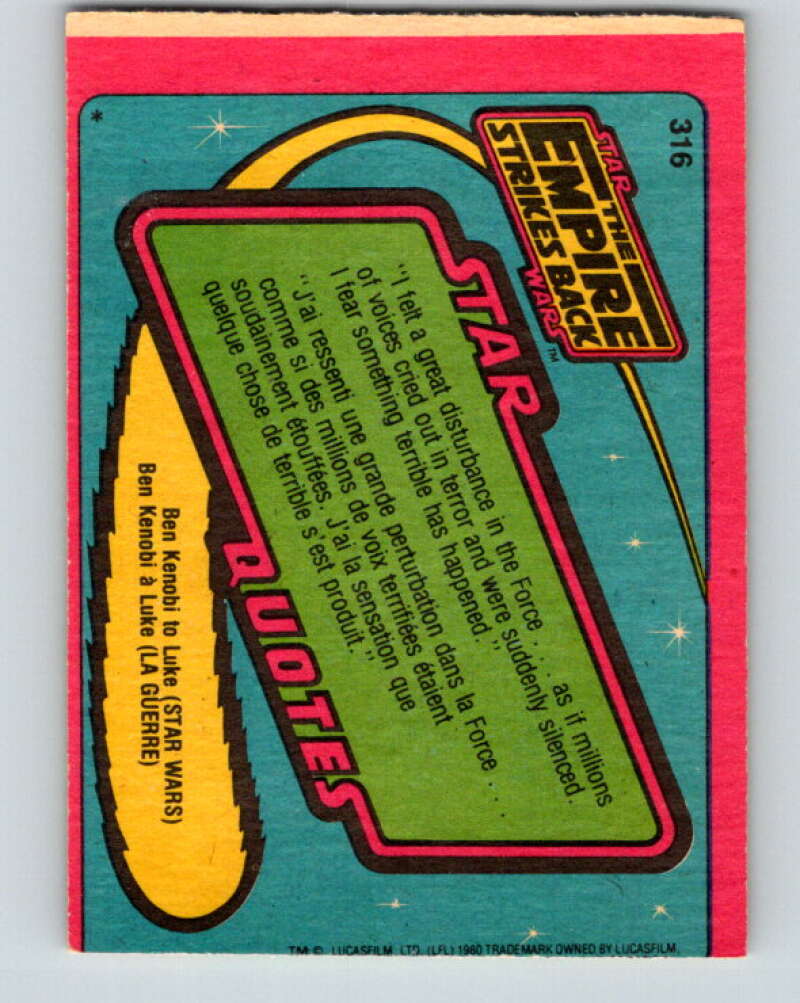 316
STAR
THE
EMPIRE
STRIKES BACK
WARS™
STAR
"I felt a great disturbance in the Force . . . as if millions
of voices cried out in terror and were suddenly silenced.
I fear something terrible has happened."
"J'ai ressenti une grande perturbation dans la Force . . .
comme si des millions de voix terrifiées étaient
soudainement étouffées. J'ai la sensation que
quelque chose de terrible s'est produit."
QUOTES
Ben Kenobi to Luke (STAR WARS)
Ben Kenobi à Luke (LA GUERRE)
*
TM © LUCASFILM, LTD. (LFL) 1980 TRADEMARK OWNED BY LUCASFILM,